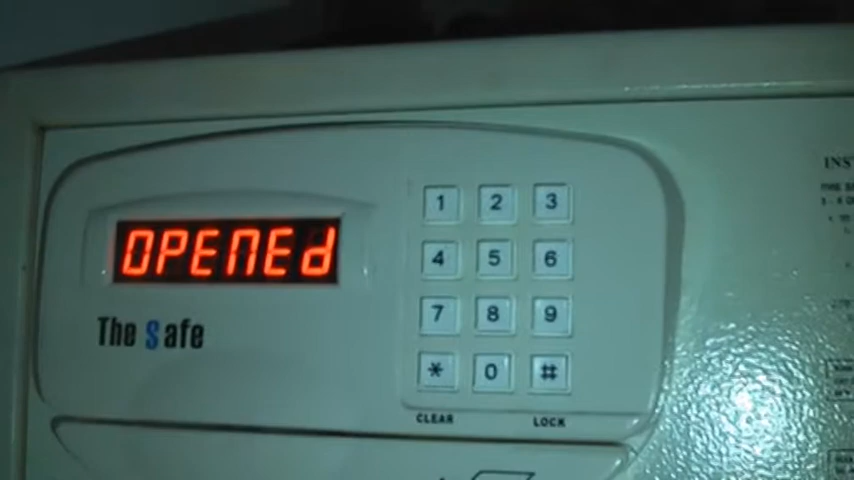 OPENEd
The Safe
1 2 3
4 5 6
7 8 9
* 0 #
CLEAR LOCK